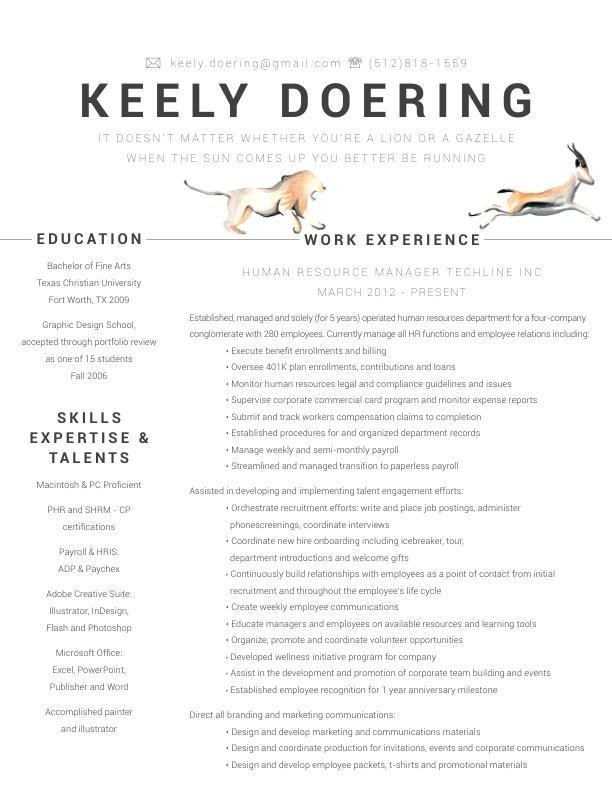 keely.doering@gmail.com (512)818-1569
KEELY DOERING
IT DOESN'T MATTER WHETHER YOU'RE A LION OR A GAZELLE
WHEN THE SUN COMES UP YOU BETTER BE RUNNING
EDUCATION
Bachelor of Fine Arts
Texas Christian University
Fort Worth, TX 2009
Graphic Design School,
accepted through portfolio review
as one of 15 students
Fall 2006
SKILLS
EXPERTISE &
TALENTS
Macintosh & PC Proficient
PHR and SHRM - CP
certifications
Payroll & HRIS:
ADP & Paychex
Adobe Creative Suite:
Illustrator, InDesign,
Flash and Photoshop
Microsoft Office:
Excel, PowerPoint,
Publisher and Word
Accomplished painter
and illustrator
WORK EXPERIENCE
HUMAN RESOURCE MANAGER TECHLINE INC
MARCH 2012 - PRESENT
Established, managed and solely (for 5 years) operated human resources department for a four-company
conglomerate with 280 employees. Currently manage all HR functions and employee relations including:
• Execute benefit enrollments and billing
• Oversee 401K plan enrollments, contributions and loans
• Monitor human resources legal and compliance guidelines and issues
• Supervise corporate commercial card program and monitor expense reports
• Submit and track workers compensation claims to completion
• Established procedures for and organized department records
• Manage weekly and semi-monthly payroll
• Streamlined and managed transition to paperless payroll
Assisted in developing and implementing talent engagement efforts:
• Orchestrate recruitment efforts: write and place job postings, administer
phonescreenings, coordinate interviews
• Coordinate new hire onboarding including icebreaker, tour,
department introductions and welcome gifts
• Continuously build relationships with employees as a point of contact from initial
recruitment and throughout the employee's life cycle
• Create weekly employee communications
• Educate managers and employees on available resources and learning tools
• Organize, promote and coordinate volunteer opportunities
• Developed wellness initiative program for company
• Assist in the development and promotion of corporate team building and events
• Established employee recognition for 1 year anniversary milestone
Direct all branding and marketing communications:
• Design and develop marketing and communications materials
• Design and coordinate production for invitations, events and corporate communications
• Design and develop employee packets, t-shirts and promotional materials